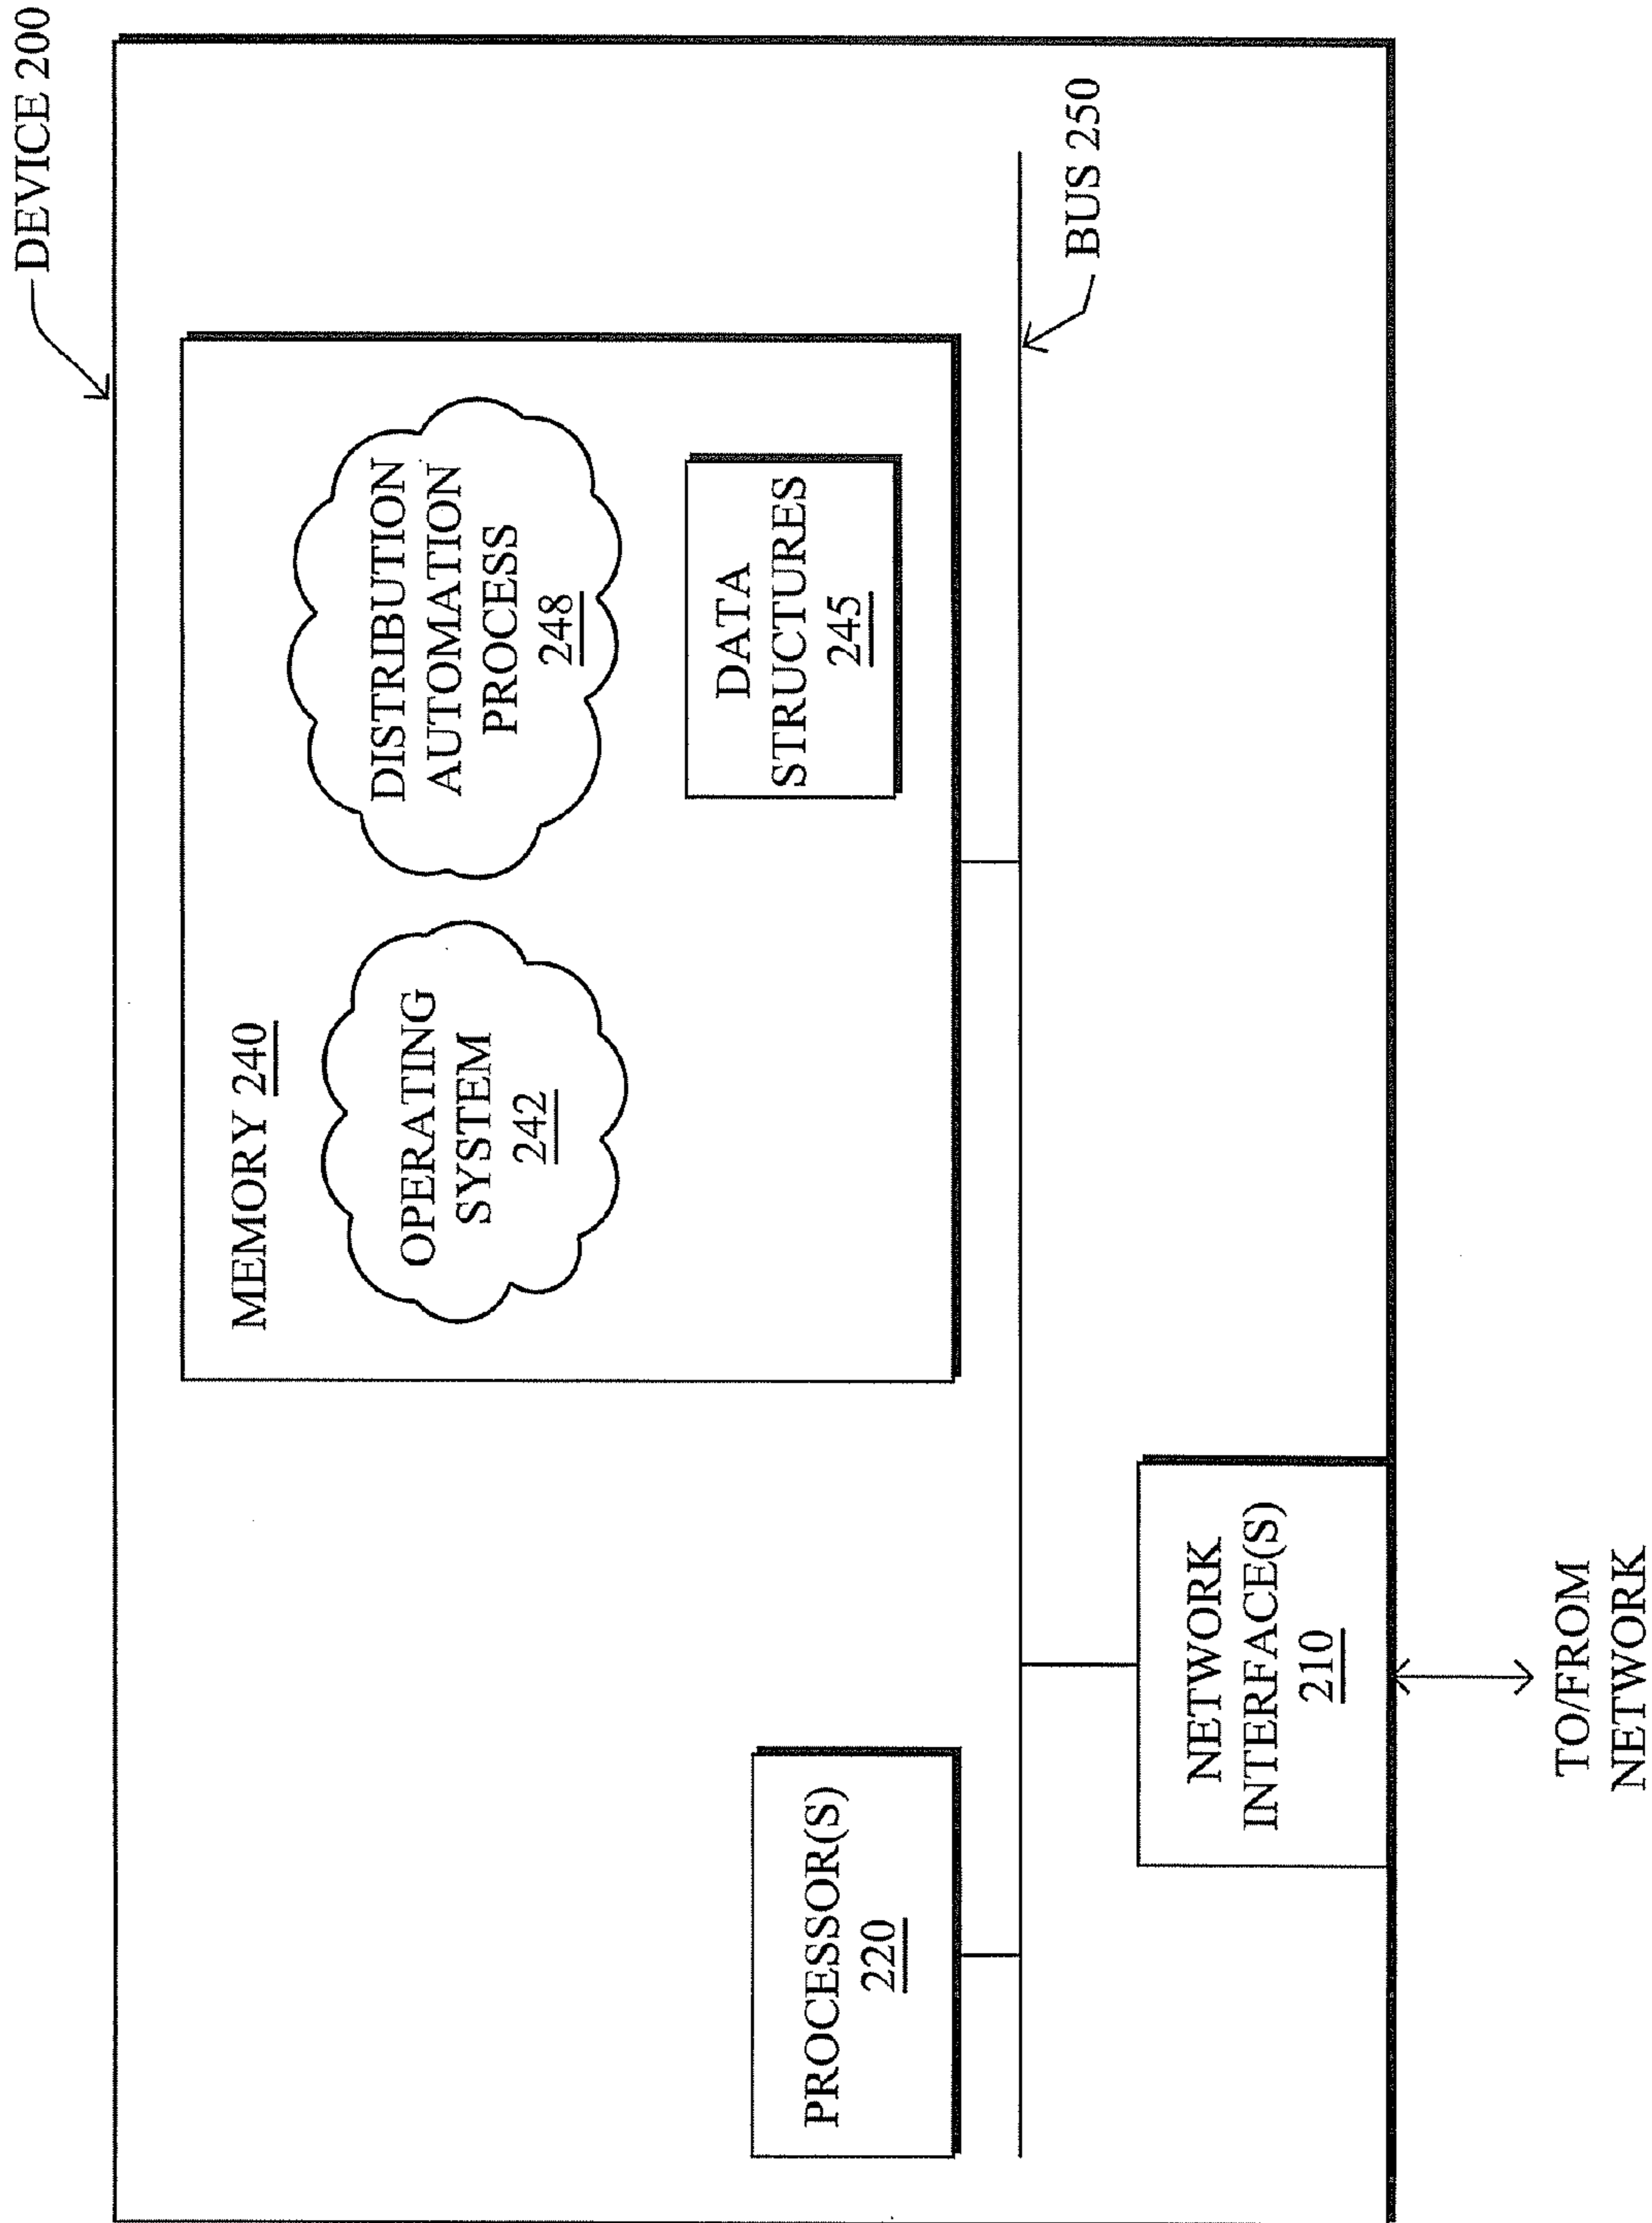 DEVICE 200
MEMORY 240
OPERATING
SYSTEM
242
DISTRIBUTION
AUTOMATION
PROCESS
248
DATA
STRUCTURES
245
PROCESSOR(S)
220
BUS 250
NETWORK
INTERFACE(S)
210
TO/FROM
NETWORK